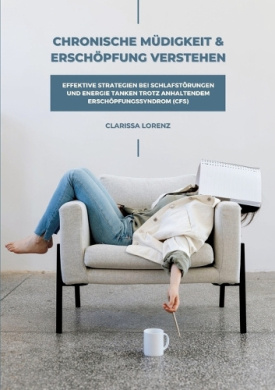 CHRONISCHE MÜDIGKEIT &
ERSCHÖPFUNG VERSTEHEN
EFFEKTIVE STRATEGIEN BEI SCHLAFSTÖRUNGEN
UND ENERGIE TANKEN TROTZ ANHALTENDEM
ERSCHÖPFUNGSSYNDROM (CFS)
CLARISSA LORENZ